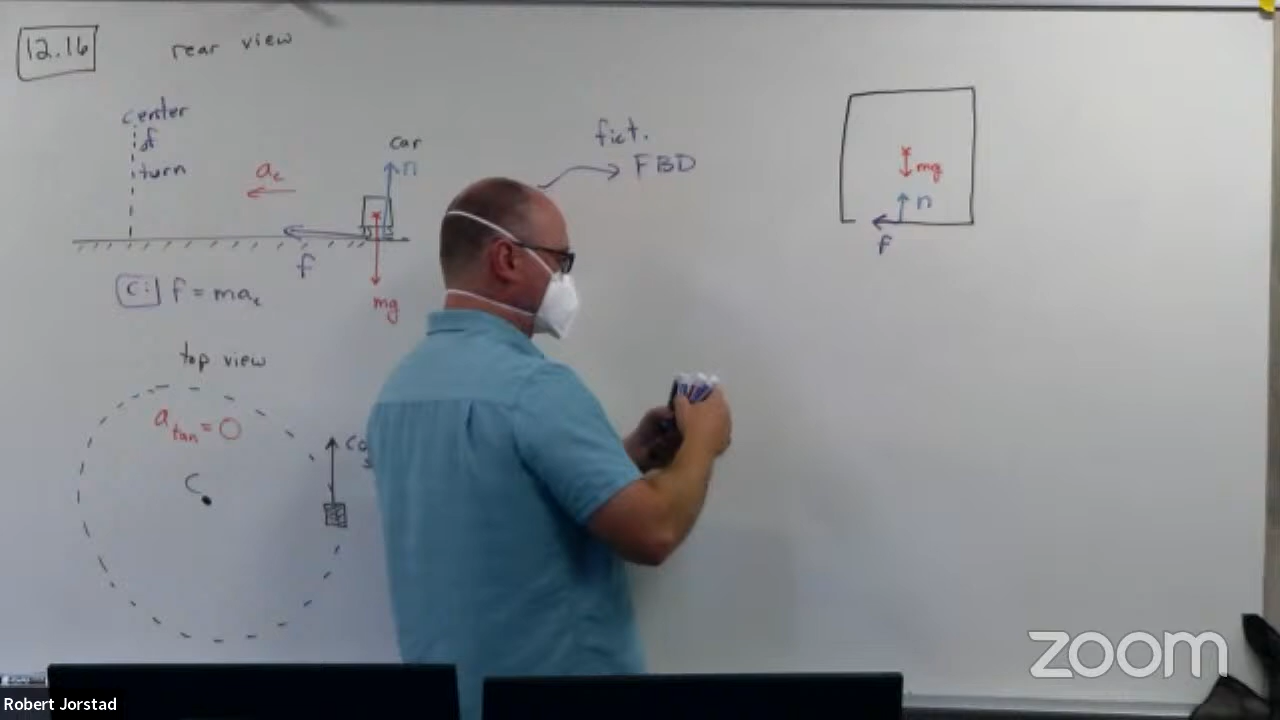 12.16
rear view
center
of
turn
a_c
car
n
f
mg
fict.
FBD
mg
n
f
C: f = ma_c
top view
a_tan = 0
C
zoom
Robert Jorstad